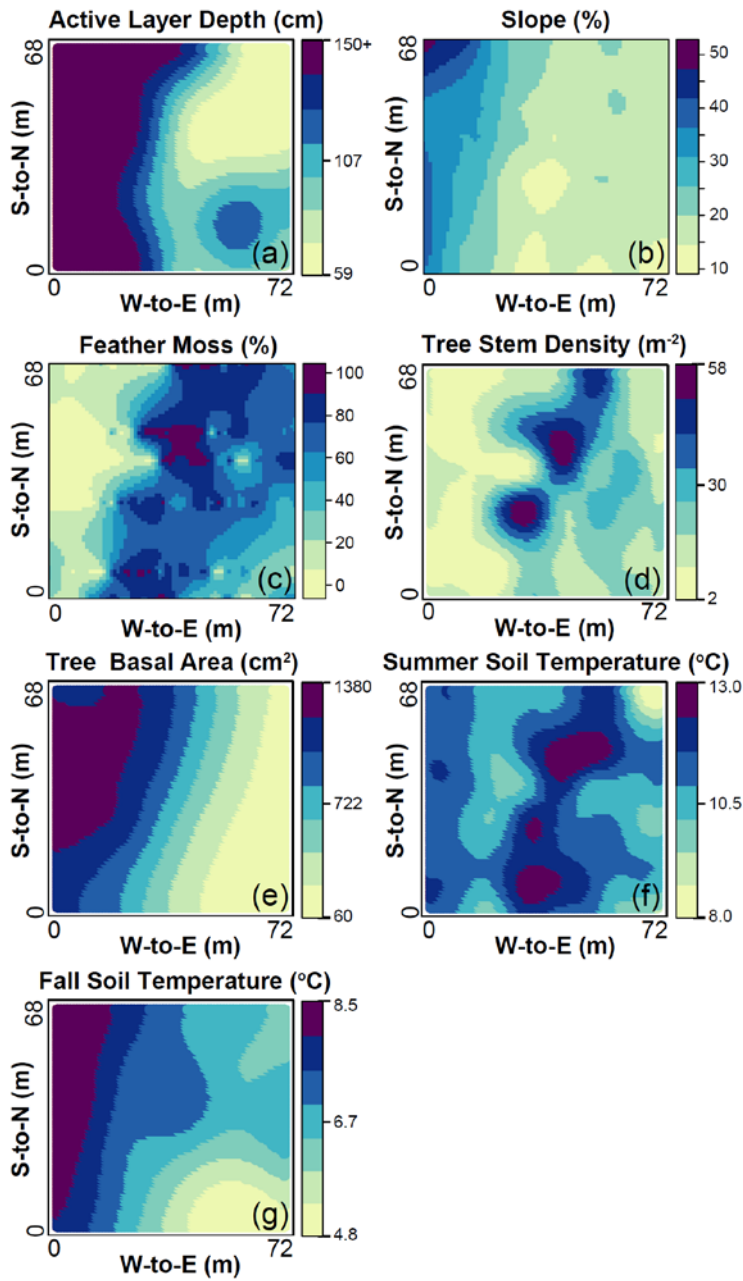 Active Layer Depth (cm)
68
S-to-N (m)
0
0
72
W-to-E (m)
(a)
150+
107
59
Slope (%)
68
S-to-N (m)
0
0
72
W-to-E (m)
(b)
50
40
30
20
10
Feather Moss (%)
68
S-to-N (m)
0
0
72
W-to-E (m)
(c)
100
80
60
40
20
0
Tree Stem Density (m-2)
68
S-to-N (m)
0
0
72
W-to-E (m)
(d)
58
30
2
Tree Basal Area (cm²)
68
S-to-N (m)
0
0
72
W-to-E (m)
(e)
1380
722
60
Summer Soil Temperature (°C)
68
S-to-N (m)
0
0
72
W-to-E (m)
(f)
13.0
10.5
8.0
Fall Soil Temperature (°C)
68
S-to-N (m)
0
0
72
W-to-E (m)
(g)
8.5
6.7
4.8